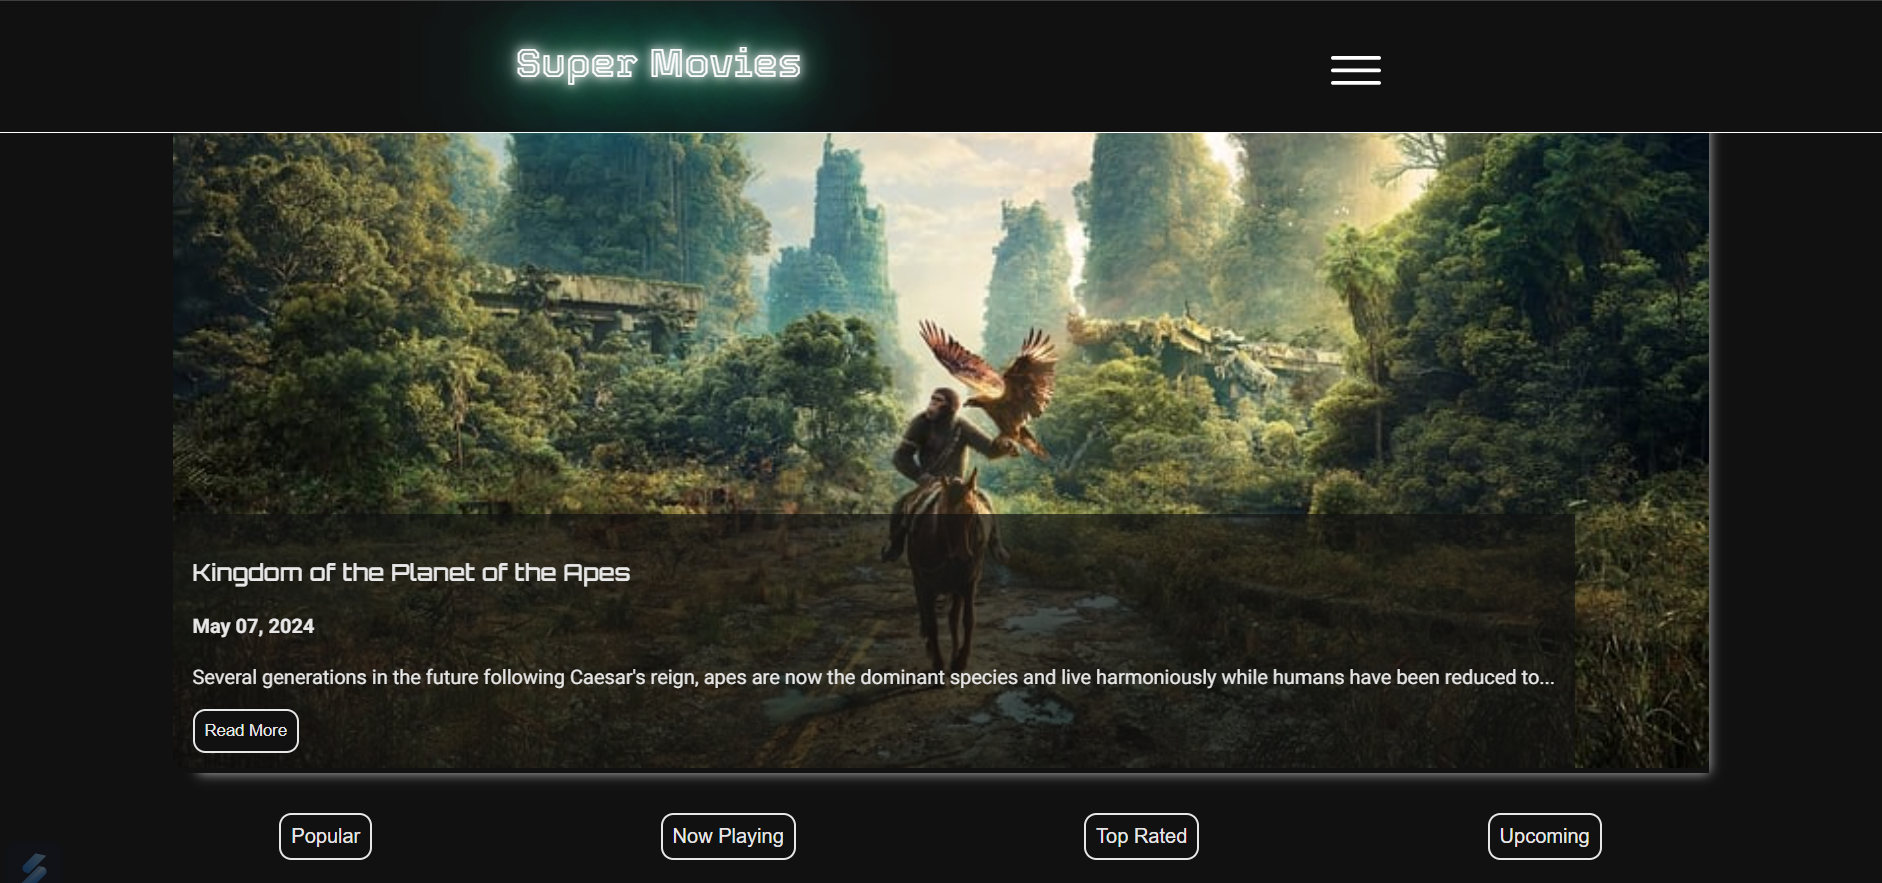 Super Movies
Kingdom of the Planet of the Apes
May 07, 2024
Several generations in the future following Caesar's reign, apes are now the dominant species and live harmoniously while humans have been reduced to...
Read More
Popular
Now Playing
Top Rated
Upcoming